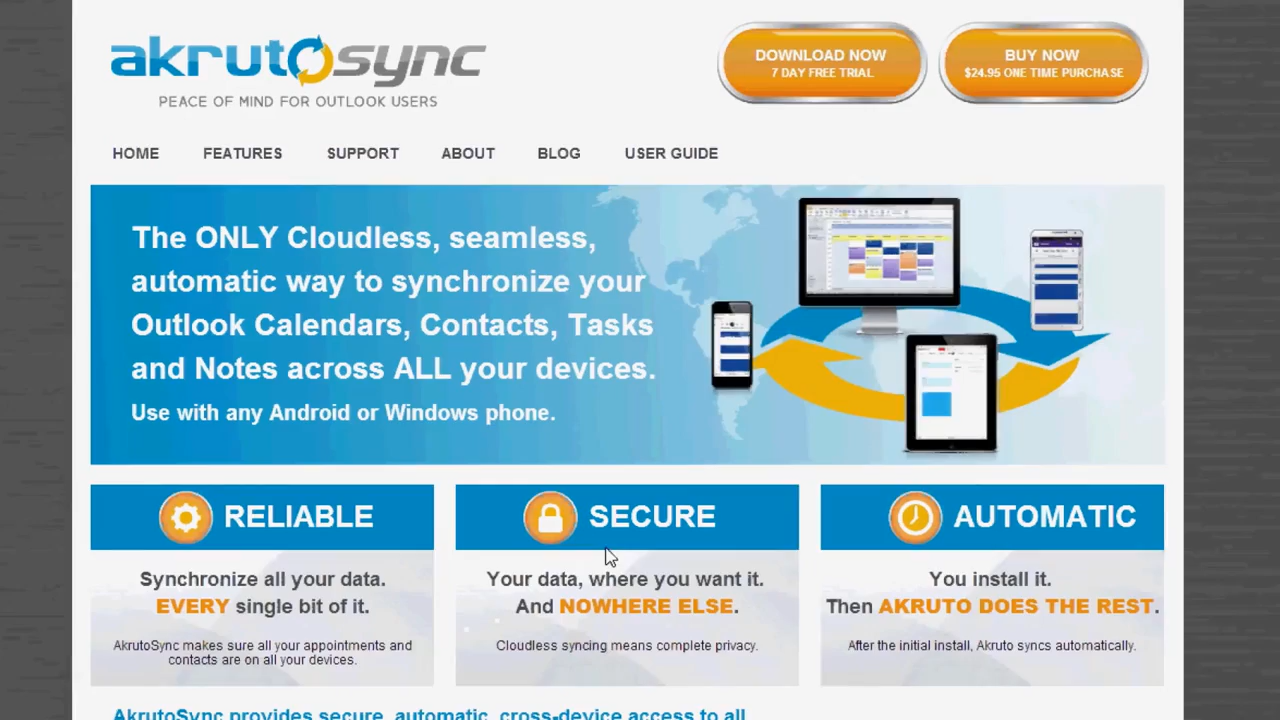 akrutosync
PEACE OF MIND FOR OUTLOOK USERS
DOWNLOAD NOW
7 DAY FREE TRIAL
BUY NOW
$24.95 ONE TIME PURCHASE
HOME FEATURES SUPPORT ABOUT BLOG USER GUIDE
The ONLY Cloudless, seamless,
automatic way to synchronize your
Outlook Calendars, Contacts, Tasks
and Notes across ALL your devices.
Use with any Android or Windows phone.
RELIABLE
Synchronize all your data.
EVERY single bit of it.
AkrutoSync makes sure all your appointments and
contacts are on all your devices.
SECURE
Your data, where you want it.
And NOWHERE ELSE.
Cloudless syncing means complete privacy.
AUTOMATIC
You install it.
Then AKRUTO DOES THE REST.
After the initial install, Akruto syncs automatically.
AkrutoSync provides secure, automatic, cross-device access to all